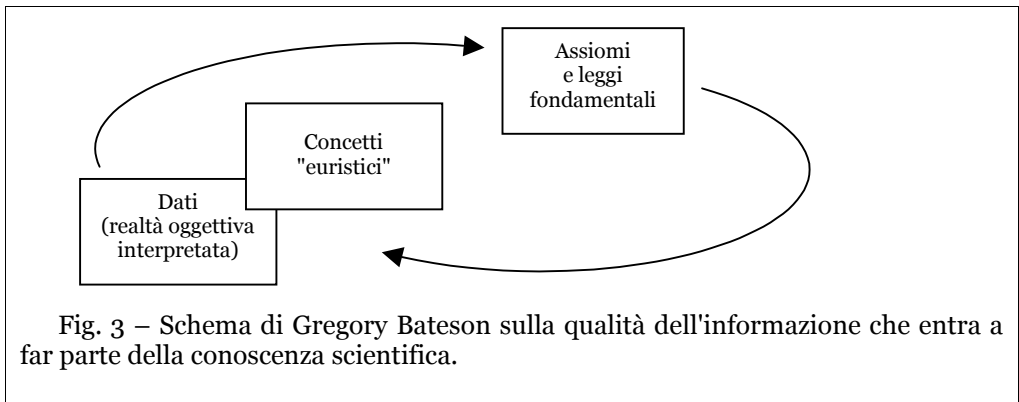 Assiomi
e leggi
fondamentali
Concetti
"euristici"
Dati
(realtà oggettiva
interpretata)
Fig. 3 – Schema di Gregory Bateson sulla qualità dell'informazione che entra a
far parte della conoscenza scientifica.